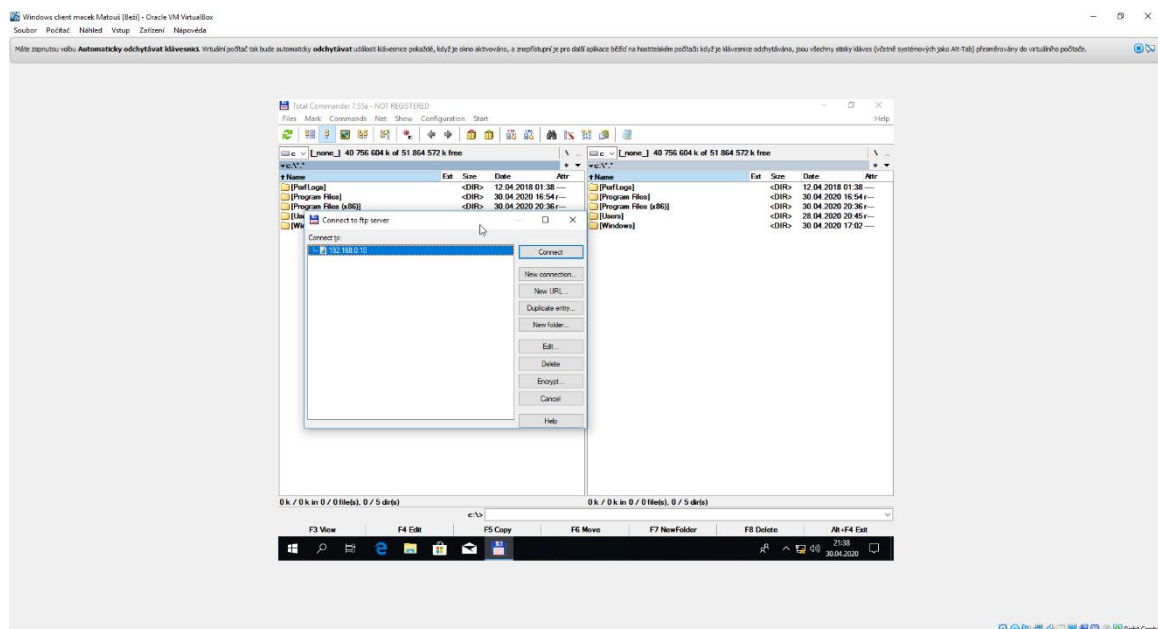 Windows client macek Matouš [Beží] - Oracle VM VirtualBox
Soubor Počítač Náhled Vstup Zařízení Nápověda
Máte zapnutou volbu Automaticky odchytávat klávesnici. Virtuální počítač tak bude automaticky odchytávat události klávesnice pokaždé, když je okno aktivováno, a znepřístupní je pro další aplikace běžící na hostitelském počítači: když je klávesnice odchytávána, jsou všechny stisky kláves (včetně systémových jako Alt-Tab) přesměrovány do virtuálního počítače.
Total Commander 7.55a - NOT REGISTERED
Files Mark Commands Net Show Configuration Start Help
c [_none_] 40 756 604 k of 51 864 572 k free \ ..
c [_none_] 40 756 604 k of 51 864 572 k free \ ..
c:\*.* * 
c:\*.* * 
Name Ext Size Date Attr
Name Ext Size Date Attr
[PerfLogs] <DIR> 12.04.2018 01:38 ----
[PerfLogs] <DIR> 12.04.2018 01:38 ----
[Program Files] <DIR> 30.04.2020 16:54 r---
[Program Files] <DIR> 30.04.2020 16:54 r---
[Program Files (x86)] <DIR> 30.04.2020 20:36 r---
[Program Files (x86)] <DIR> 30.04.2020 20:36 r---
[Use
[Users] <DIR> 28.04.2020 20:45 r---
[Wi
[Windows] <DIR> 30.04.2020 17:02 ----
Connect to ftp server
Connect to:
192.168.0.10
Connect
New connection...
New URL...
Duplicate entry...
New folder...
Edit...
Delete
Encrypt...
Cancel
Help
0 k / 0 k in 0 / 0 file(s), 0 / 5 dir(s)
0 k / 0 k in 0 / 0 file(s), 0 / 5 dir(s)
c:\>
F3 View F4 Edit F5 Copy F6 Move F7 NewFolder F8 Delete Alt+F4 Exit
21:38
30.04.2020